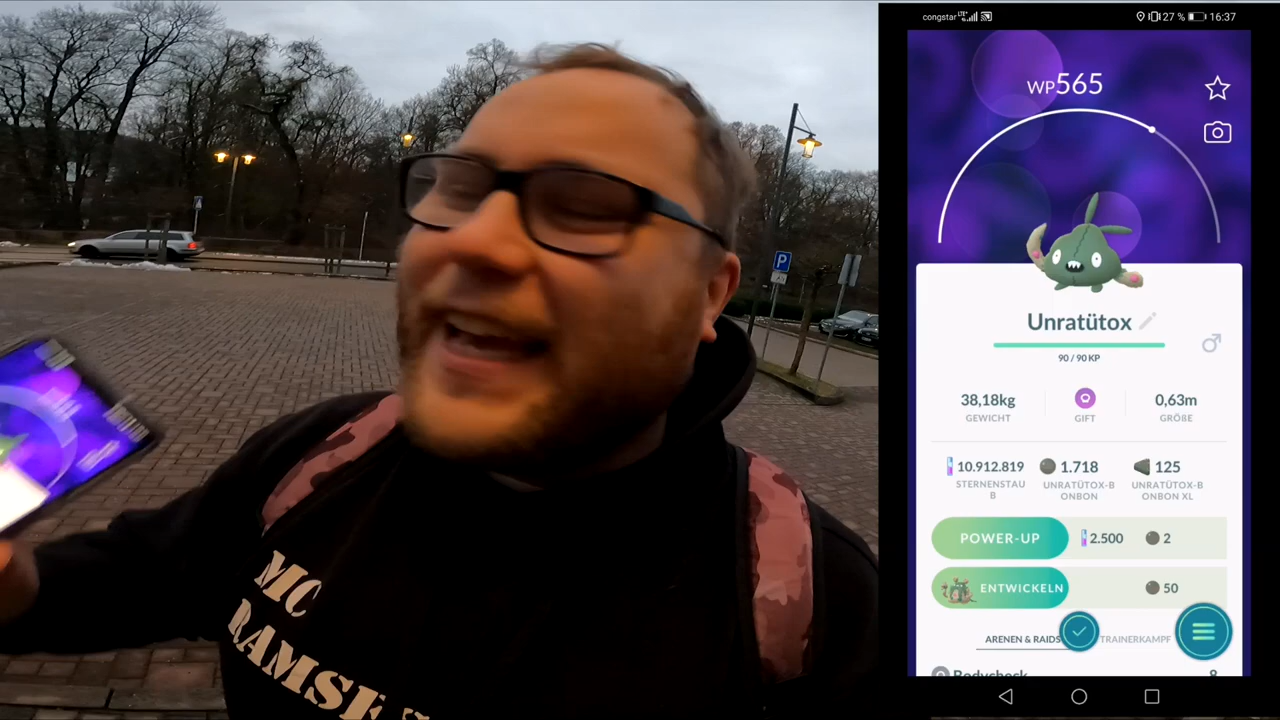 congstar
27 %
16:37
WP565
Unratütox
90 / 90 KP
38,18kg
GEWICHT
GIFT
0,63m
GRÖßE
10.912.819
STERNENSTAU
B
1.718
UNRATÜTOX-B
ONBON
125
UNRATÜTOX-B
ONBON XL
POWER-UP
2.500
2
ENTWICKELN
50
ARENEN & RAIDS
TRAINERKAMPF
Bodycheck
P
MC
RAMSE